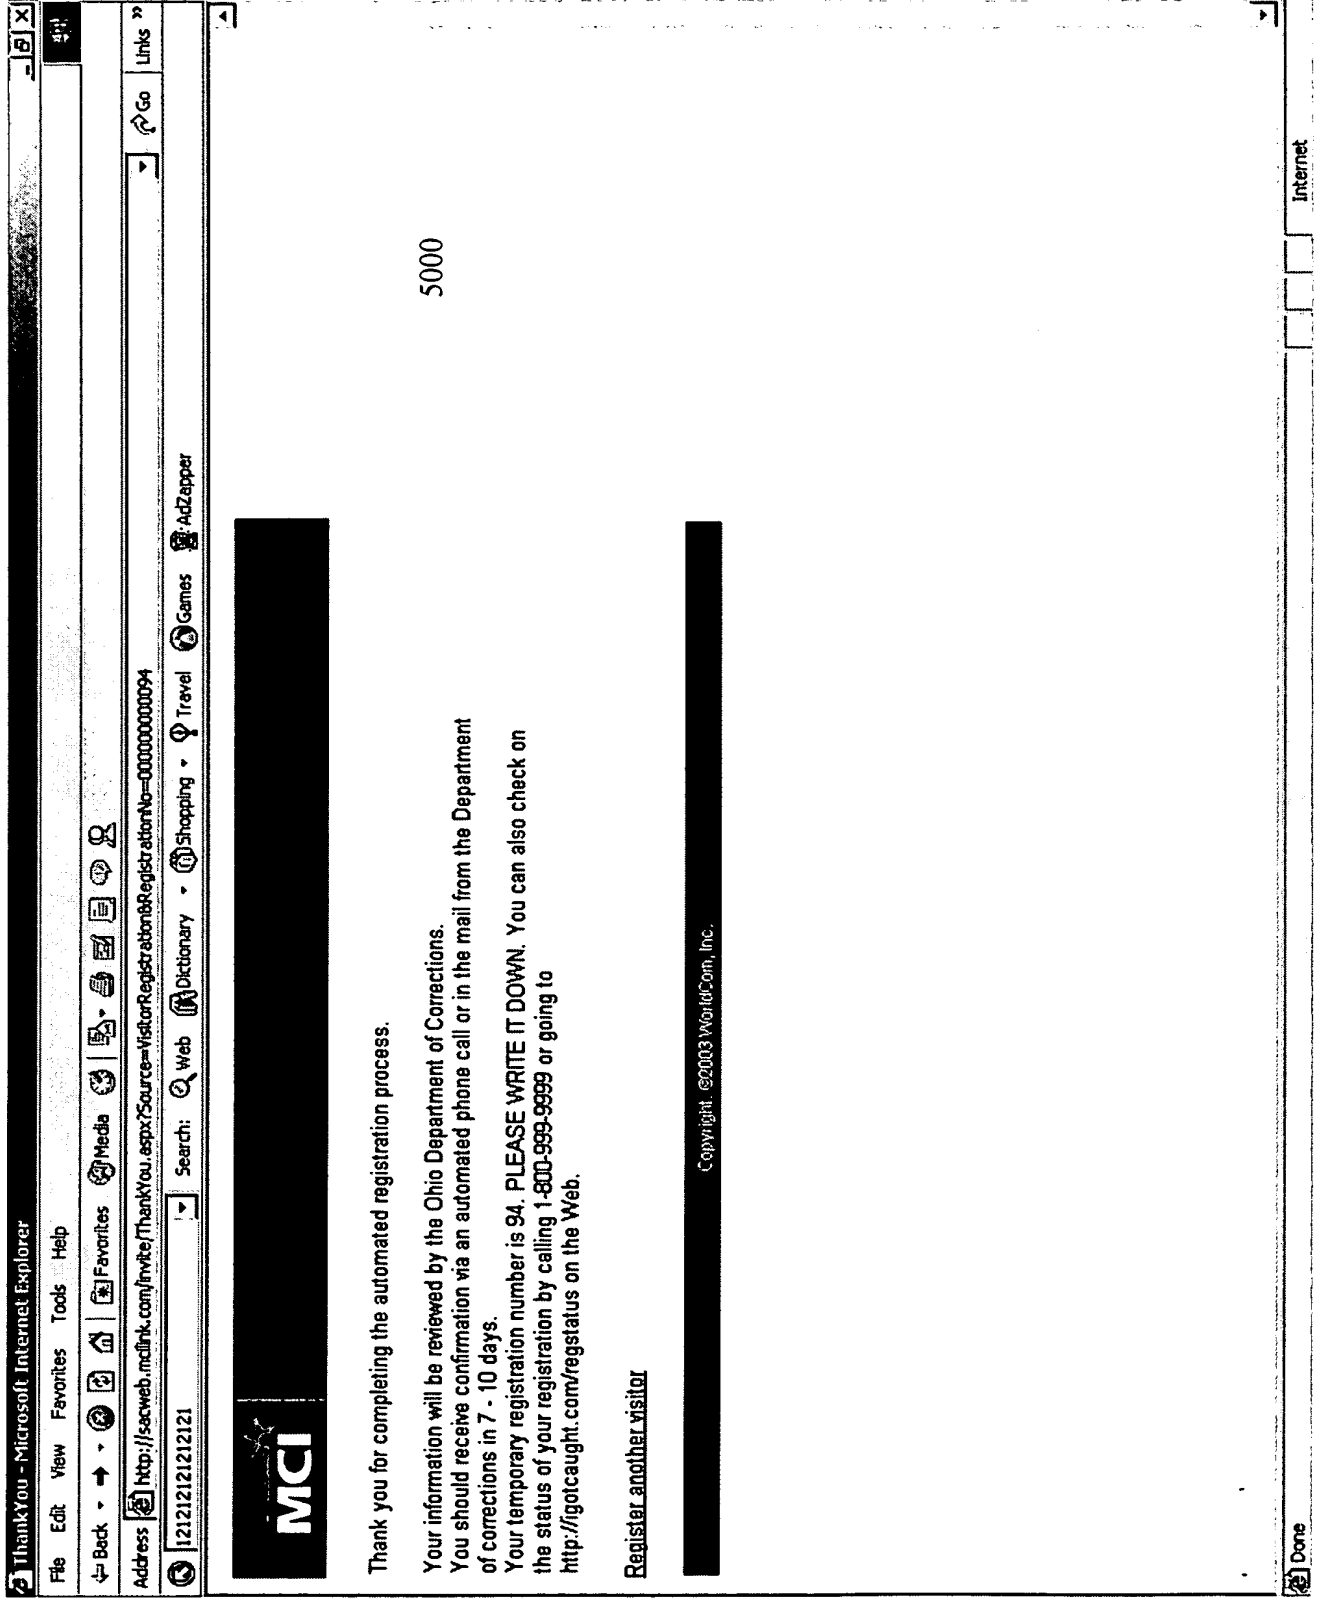 ThankYou - Microsoft Internet Explorer
File Edit View Favorites Tools Help
Back Favorites Media
Address http://sacweb.mcilink.com/invite/ThankYou.aspx?Source=VisitorRegistration&RegistrationNo=000000000094 Go Links »
1212121212121 Search: Web Dictionary Shopping Travel Games AdZapper
MCI
Thank you for completing the automated registration process.
5000
Your information will be reviewed by the Ohio Department of Corrections.
You should receive confirmation via an automated phone call or in the mail from the Department
of corrections in 7 - 10 days.
Your temporary registration number is 94. PLEASE WRITE IT DOWN. You can also check on
the status of your registration by calling 1-800-999-9999 or going to
http://igotcaught.com/regstatus on the Web.
Register another visitor
Copyright. ©2003 WorldCom, Inc.
Done Internet